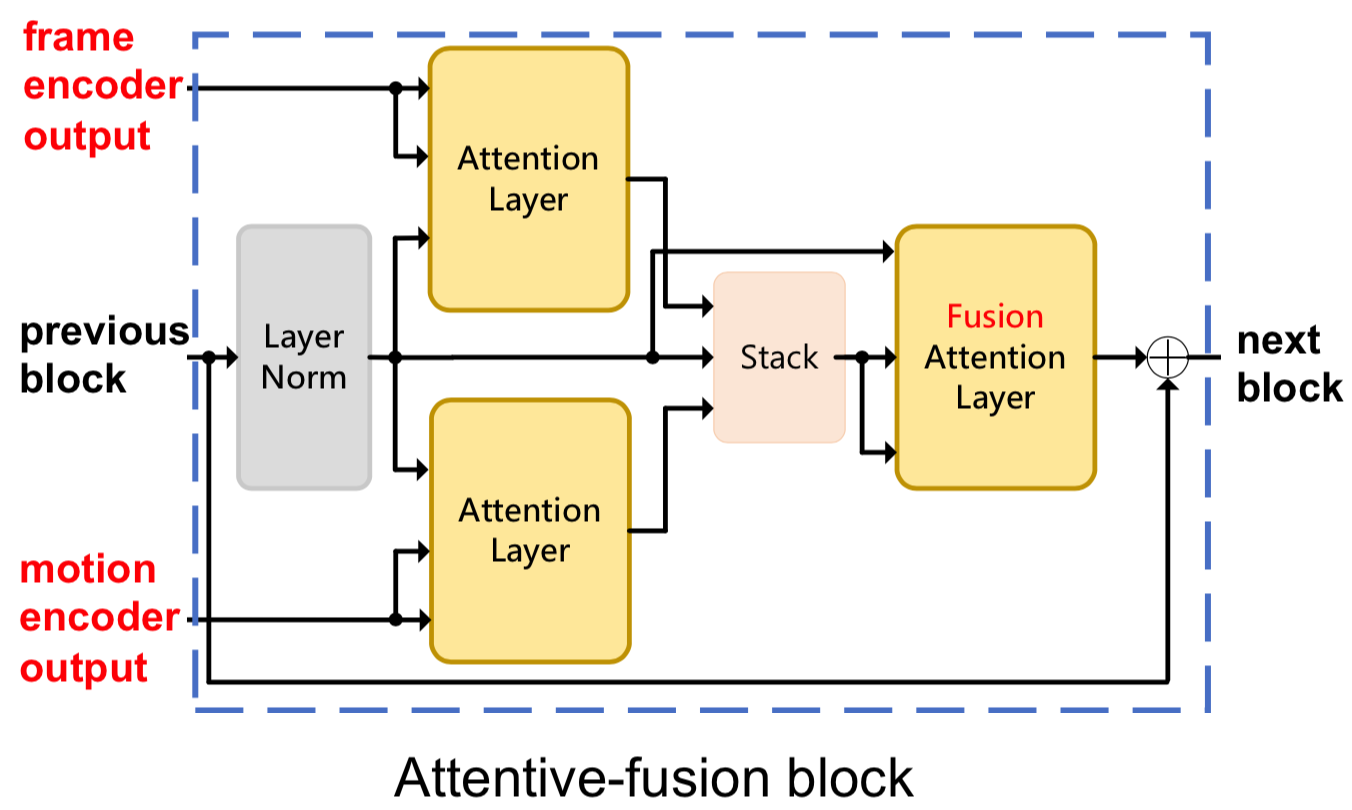 frame
encoder
output
Attention
Layer
previous
block
Layer
Norm
Stack
Fusion
Attention
Layer
next
block
Attention
Layer
motion
encoder
output
Attentive-fusion block